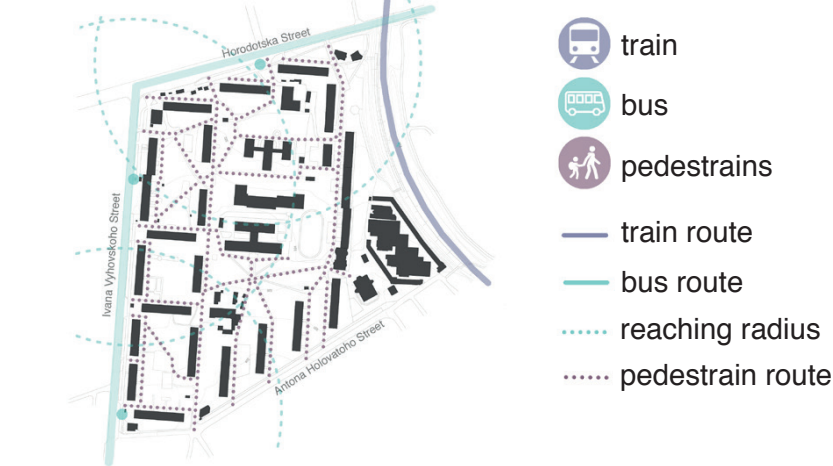 Horodotska Street
Ivana Vyhovskoho Street
Antona Holovatoho Street
train
bus
pedestrains
train route
bus route
reaching radius
pedestrain route